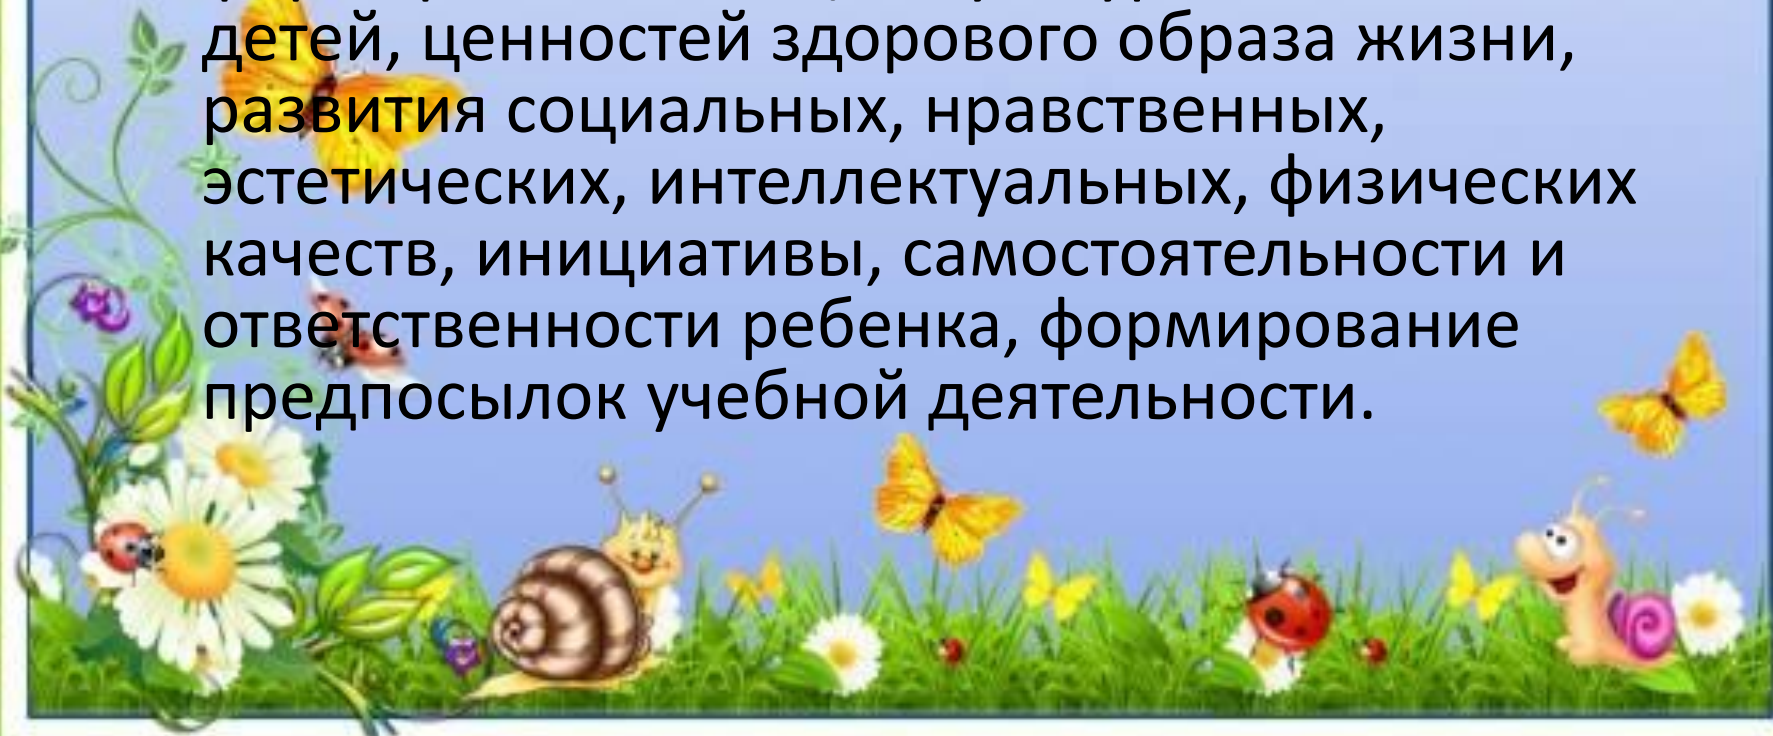 детей, ценностей здорового образа жизни,
развития социальных, нравственных,
эстетических, интеллектуальных, физических
качеств, инициативы, самостоятельности и
ответственности ребенка, формирование
предпосылок учебной деятельности.